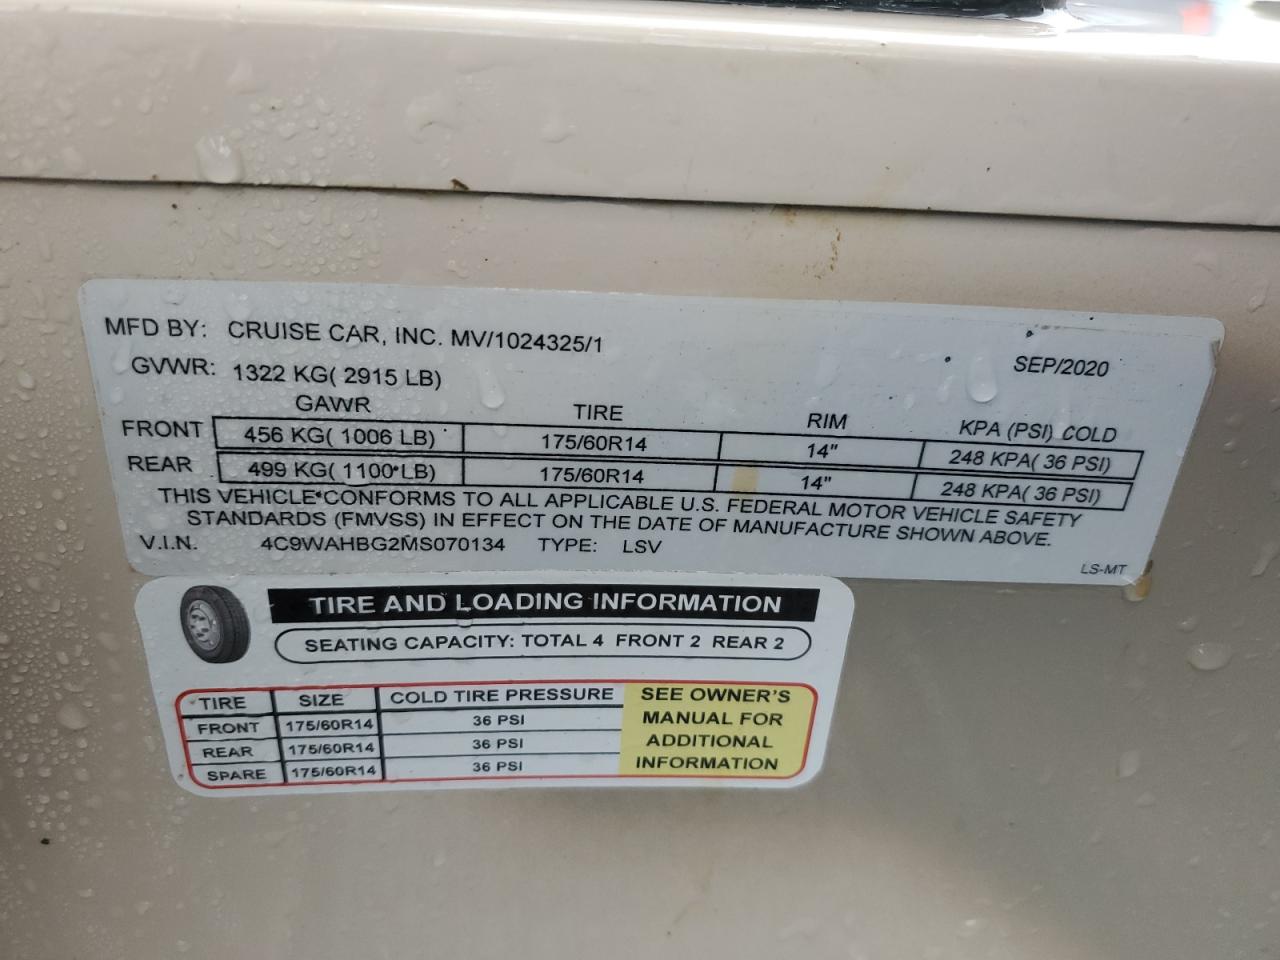 MFD BY: CRUISE CAR, INC. MV/1024325/1
SEP/2020
GVWR: 1322 KG( 2915 LB)
GAWR TIRE RIM KPA (PSI) COLD
FRONT 456 KG( 1006 LB) 175/60R14 14" 248 KPA( 36 PSI)
REAR 499 KG( 1100 LB) 175/60R14 14" 248 KPA( 36 PSI)
THIS VEHICLE CONFORMS TO ALL APPLICABLE U.S. FEDERAL MOTOR VEHICLE SAFETY
STANDARDS (FMVSS) IN EFFECT ON THE DATE OF MANUFACTURE SHOWN ABOVE.
V.I.N. 4C9WAHBG2MS070134 TYPE: LSV
LS-MT
TIRE AND LOADING INFORMATION
SEATING CAPACITY: TOTAL 4 FRONT 2 REAR 2
TIRE SIZE COLD TIRE PRESSURE
FRONT 175/60R14 36 PSI
REAR 175/60R14 36 PSI
SPARE 175/60R14 36 PSI
SEE OWNER'S
MANUAL FOR
ADDITIONAL
INFORMATION